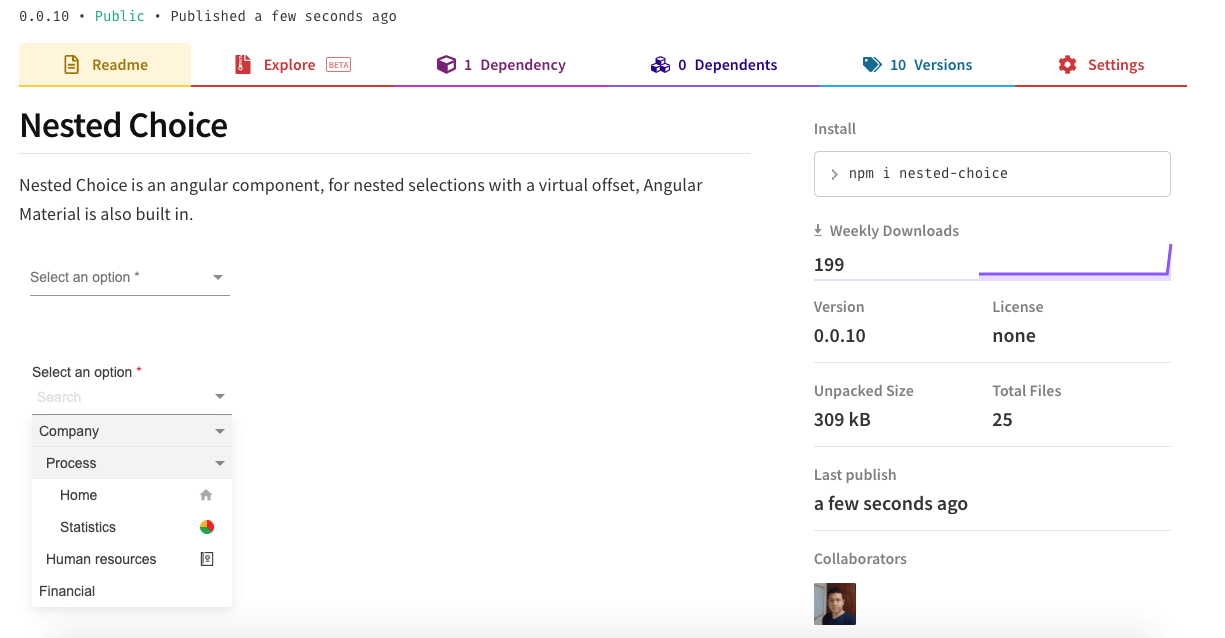 0.0.10 • Public • Published a few seconds ago
Readme
Explore BETA
1 Dependency
0 Dependents
10 Versions
Settings
Nested Choice
Nested Choice is an angular component, for nested selections with a virtual offset, Angular
Material is also built in.
Select an option *
Select an option *
Search
Company
Process
Home
Statistics
Human resources
Financial
Install
npm i nested-choice
Weekly Downloads
199
Version
License
0.0.10
none
Unpacked Size
Total Files
309 kB
25
Last publish
a few seconds ago
Collaborators